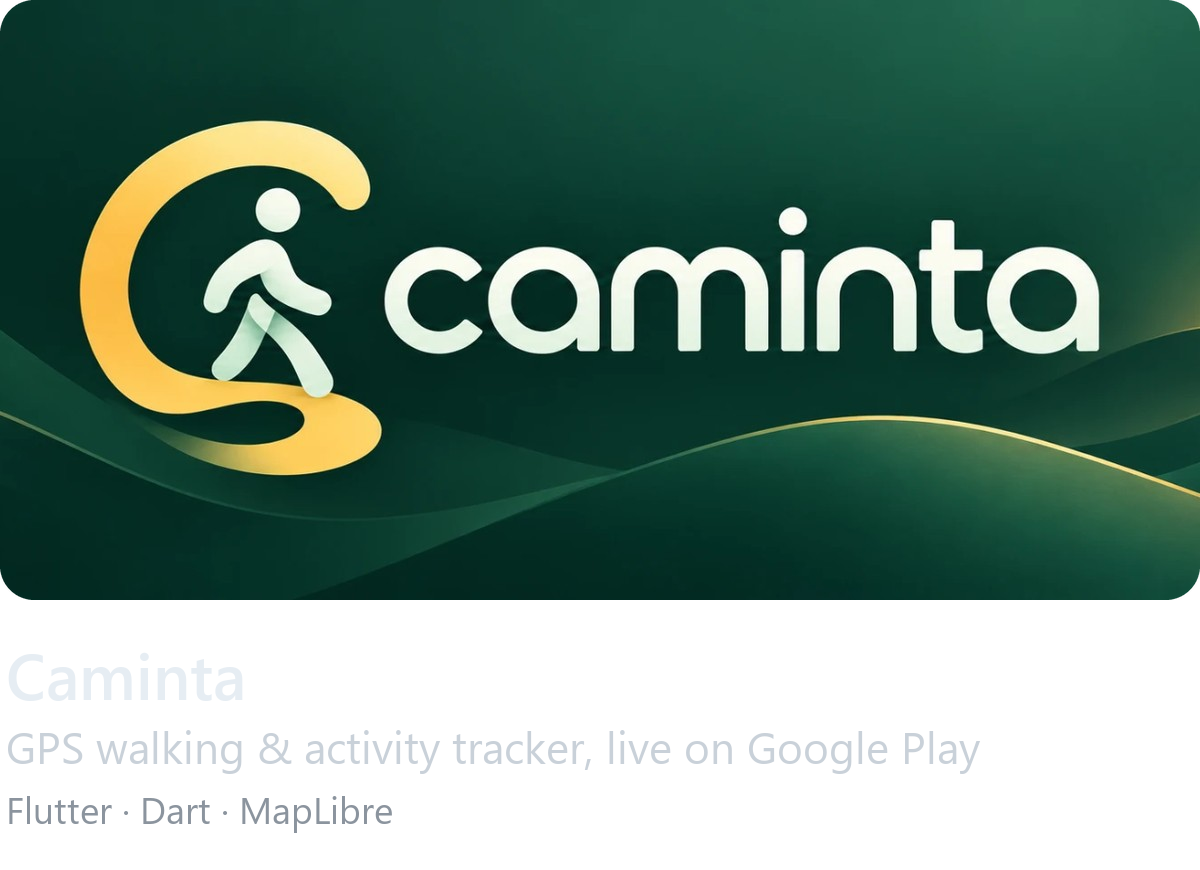 caminta
Caminta
GPS walking & activity tracker, live on Google Play
Flutter · Dart · MapLibre